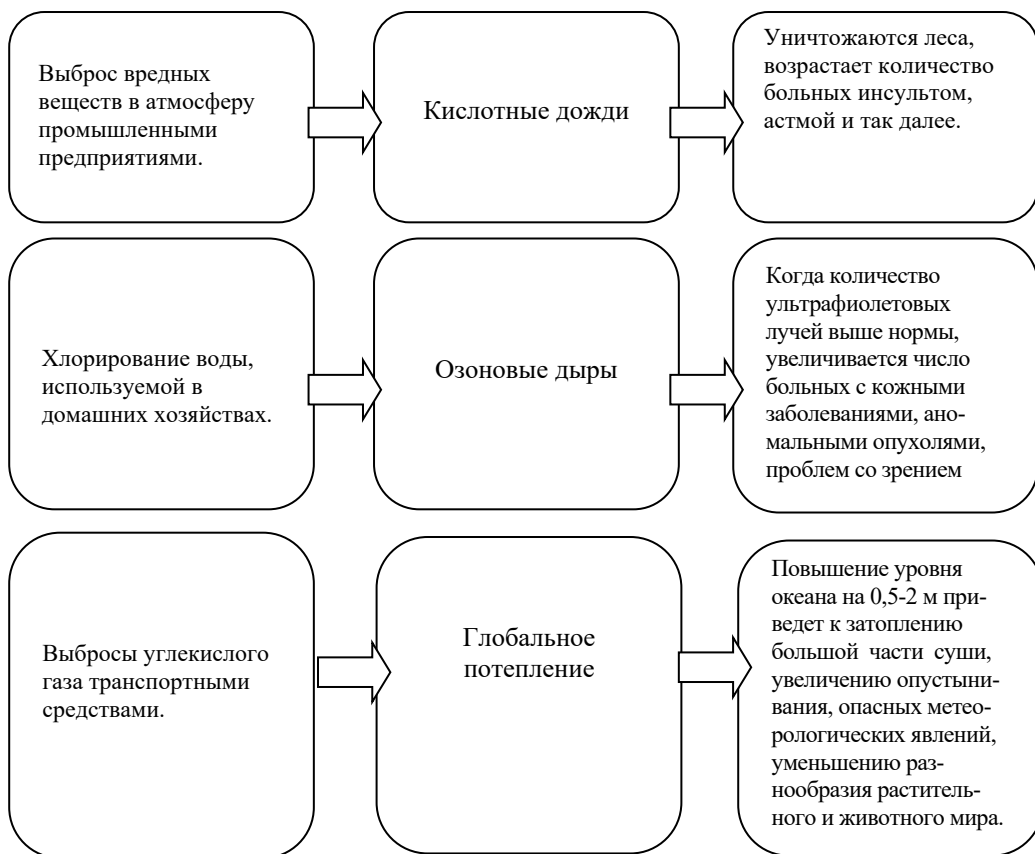 Выброс вредных
веществ в атмосферу
промышленными
предприятиями.
Кислотные дожди
Уничтожаются леса,
возрастает количество
больных инсультом,
астмой и так далее.
Хлорирование воды,
используемой в
домашних хозяйствах.
Озоновые дыры
Когда количество
ультрафиолетовых
лучей выше нормы,
увеличивается число
больных с кожными
заболеваниями, ано-
мальными опухолями,
проблем со зрением
Выбросы углекислого
газа транспортными
средствами.
Глобальное
потепление
Повышение уровня
океана на 0,5-2 м при-
ведет к затоплению
большой части суши,
увеличению опустыни-
вания, опасных метео-
рологических явлений,
уменьшению раз-
нообразия раститель-
ного и животного мира.